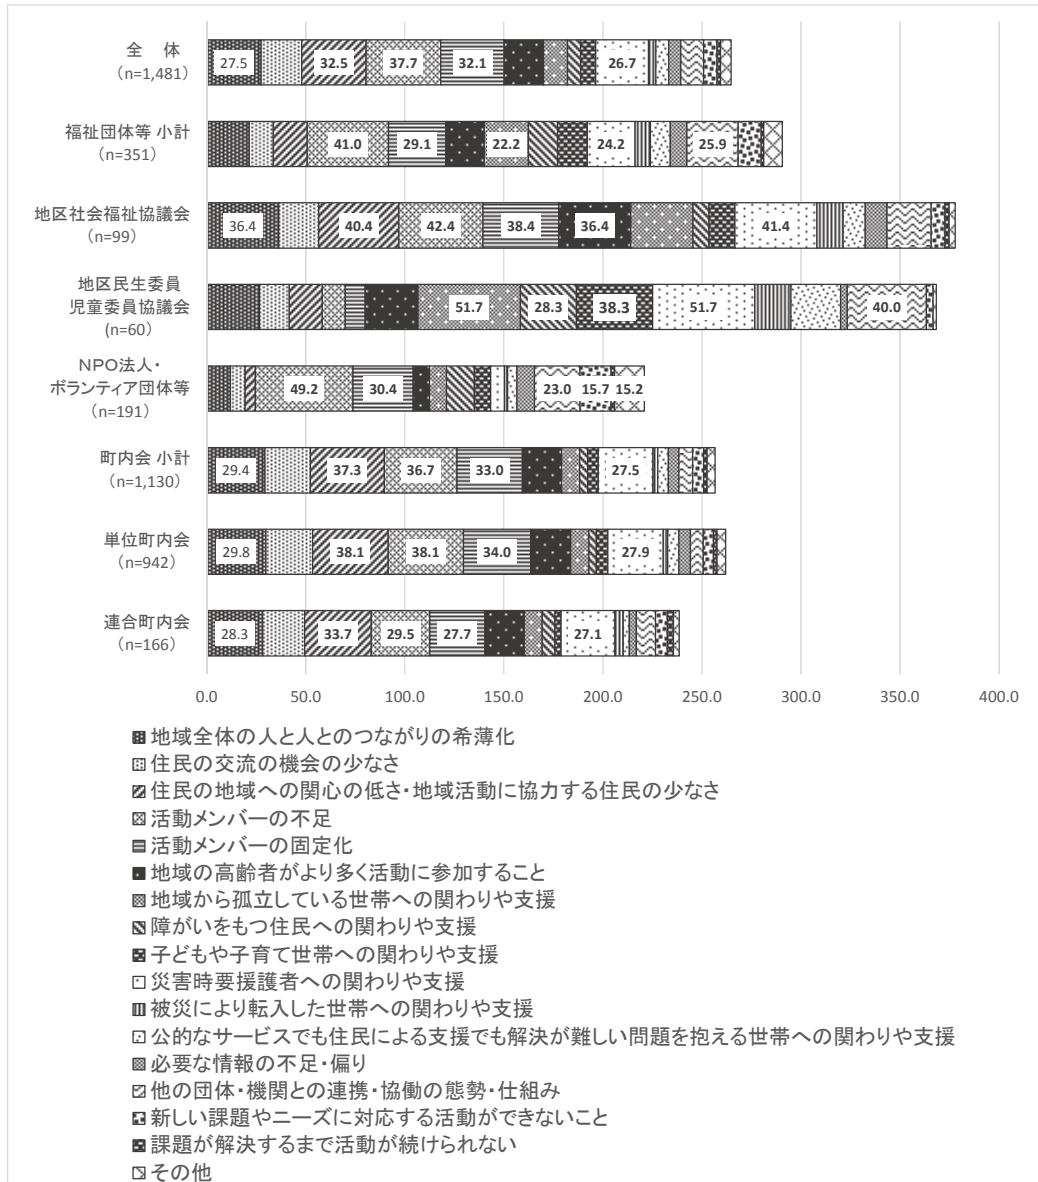 全　体
（n=1,481）
27.5 32.5 37.7 32.1 26.7
福祉団体等 小計
（n=351）
41.0 29.1 22.2 24.2 25.9
地区社会福祉協議会
（n=99）
36.4 40.4 42.4 38.4 36.4 41.4
地区民生委員
児童委員協議会
(n=60）
51.7 28.3 38.3 51.7 40.0
NPO法人・
ボランティア団体等
（n=191）
49.2 30.4 23.0 15.7 15.2
町内会 小計
（n=1,130）
29.4 37.3 36.7 33.0 27.5
単位町内会
（n=942）
29.8 38.1 38.1 34.0 27.9
連合町内会
（n=166）
28.3 33.7 29.5 27.7 27.1
0.0 50.0 100.0 150.0 200.0 250.0 300.0 350.0 400.0
地域全体の人と人とのつながりの希薄化
住民の交流の機会の少なさ
住民の地域への関心の低さ・地域活動に協力する住民の少なさ
活動メンバーの不足
活動メンバーの固定化
地域の高齢者がより多く活動に参加すること
地域から孤立している世帯への関わりや支援
障がいをもつ住民への関わりや支援
子どもや子育て世帯への関わりや支援
災害時要援護者への関わりや支援
被災により転入した世帯への関わりや支援
公的なサービスでも住民による支援でも解決が難しい問題を抱える世帯への関わりや支援
必要な情報の不足・偏り
他の団体・機関との連携・協働の態勢・仕組み
新しい課題やニーズに対応する活動ができないこと
課題が解決するまで活動が続けられない
その他